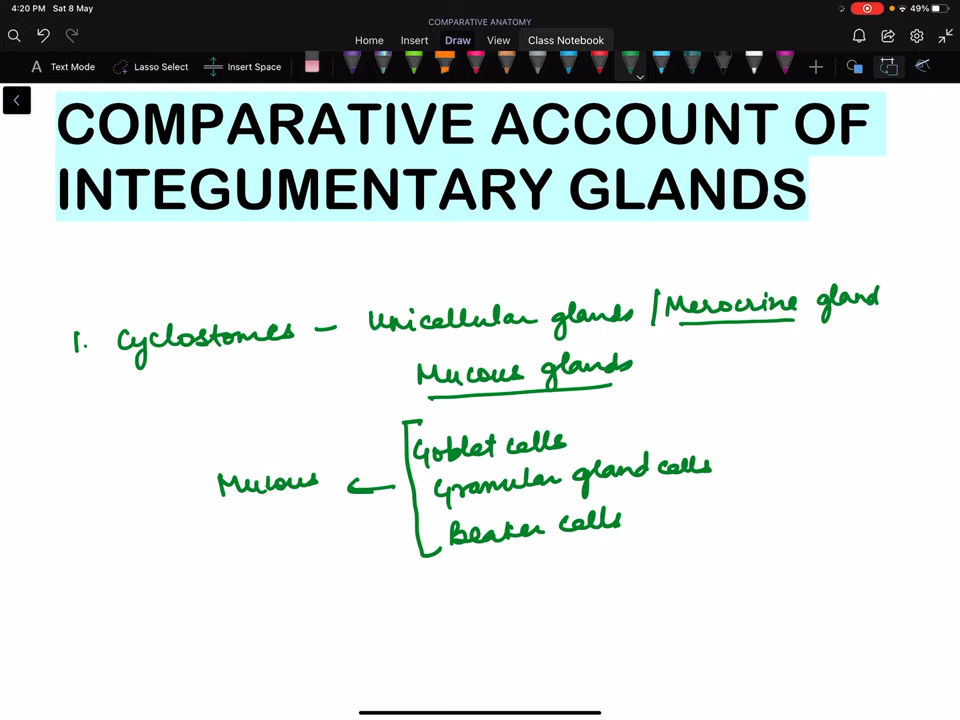 4:20 PM Sat 8 May
49%
COMPARATIVE ANATOMY
Home Insert Draw View Class Notebook
Text Mode Lasso Select Insert Space
COMPARATIVE ACCOUNT OF
INTEGUMENTARY GLANDS
1. Cyclostomes - Unicellular glands / Merocrine gland
Mucous glands
Goblet cells
Mucous
Granular gland cells
Beaker cells